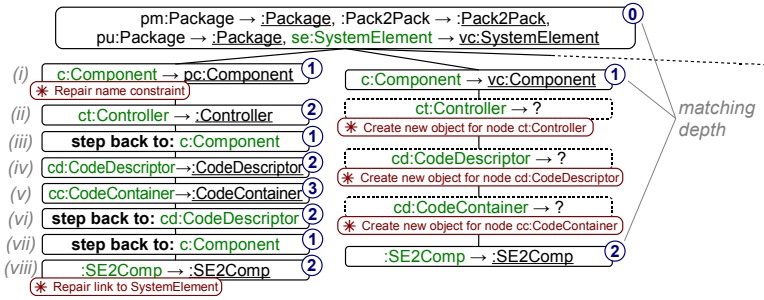 pm:Package → :Package, :Pack2Pack → :Pack2Pack,
pu:Package → :Package, se:SystemElement → vc:SystemElement
0
(i) c:Component → pc:Component 1
✳ Repair name constraint
(ii) ct:Controller → :Controller 2
(iii) step back to: c:Component 1
(iv) cd:CodeDescriptor→:CodeDescriptor 2
(v) cc:CodeContainer→:CodeContainer 3
(vi) step back to: cd:CodeDescriptor 2
(vii) step back to: c:Component 1
(viii) :SE2Comp → :SE2Comp 2
✳ Repair link to SystemElement
c:Component → vc:Component 1
ct:Controller → ?
✳ Create new object for node ct:Controller
cd:CodeDescriptor → ?
✳ Create new object for node cd:CodeDescriptor
cd:CodeContainer → ?
✳ Create new object for node cc:CodeContainer
:SE2Comp → :SE2Comp 2
matching
depth